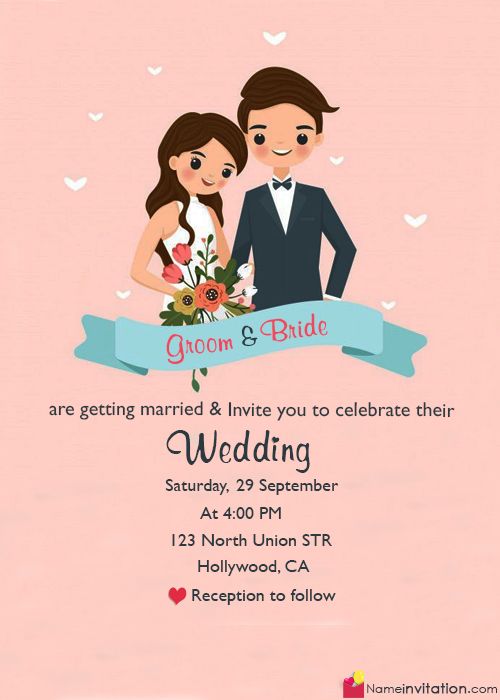 Groom & Bride
are getting married & Invite you to celebrate their
Wedding
Saturday, 29 September
At 4:00 PM
123 North Union STR
Hollywood, CA
Reception to follow
Nameinvitation.com